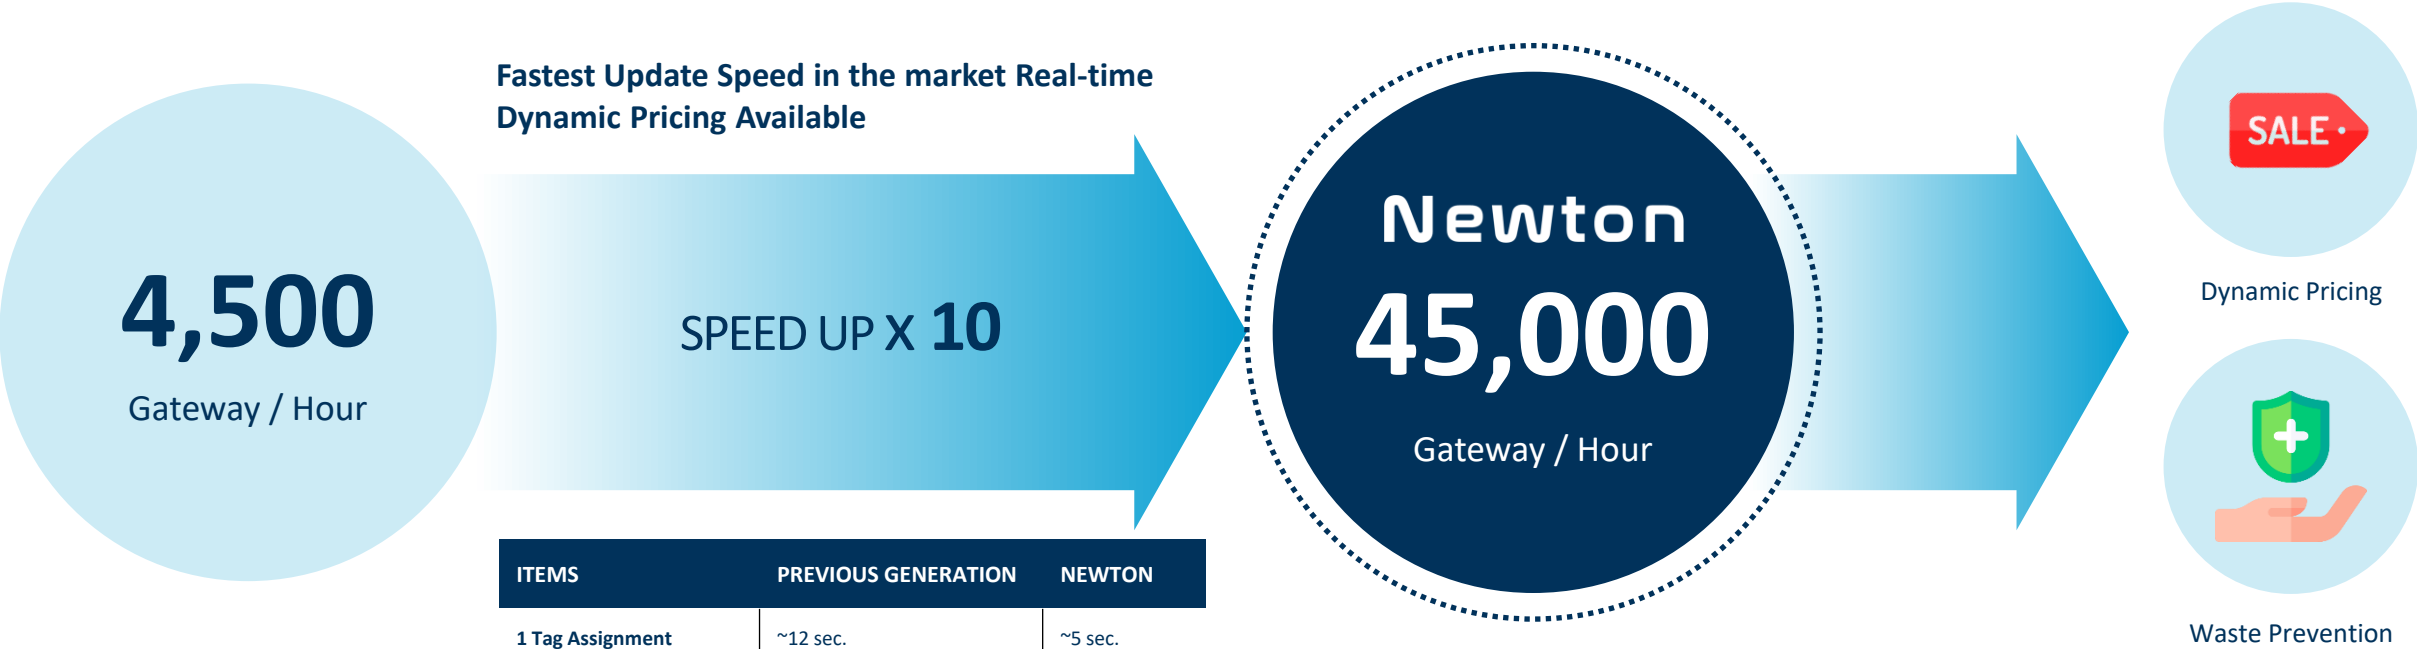 Fastest Update Speed in the market Real-time
Dynamic Pricing Available
4,500
Gateway / Hour
SPEED UP X 10
Newton
45,000
Gateway / Hour
SALE
Dynamic Pricing
Waste Prevention
ITEMS PREVIOUS GENERATION NEWTON
1 Tag Assignment ~12 sec. ~5 sec.